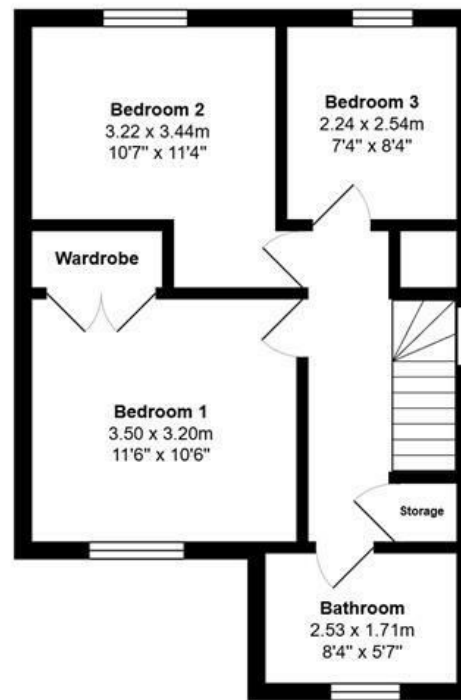 Bedroom 2
3.22 x 3.44m
10'7" x 11'4"
Bedroom 3
2.24 x 2.54m
7'4" x 8'4"
Wardrobe
Bedroom 1
3.50 x 3.20m
11'6" x 10'6"
Storage
Bathroom
2.53 x 1.71m
8'4" x 5'7"